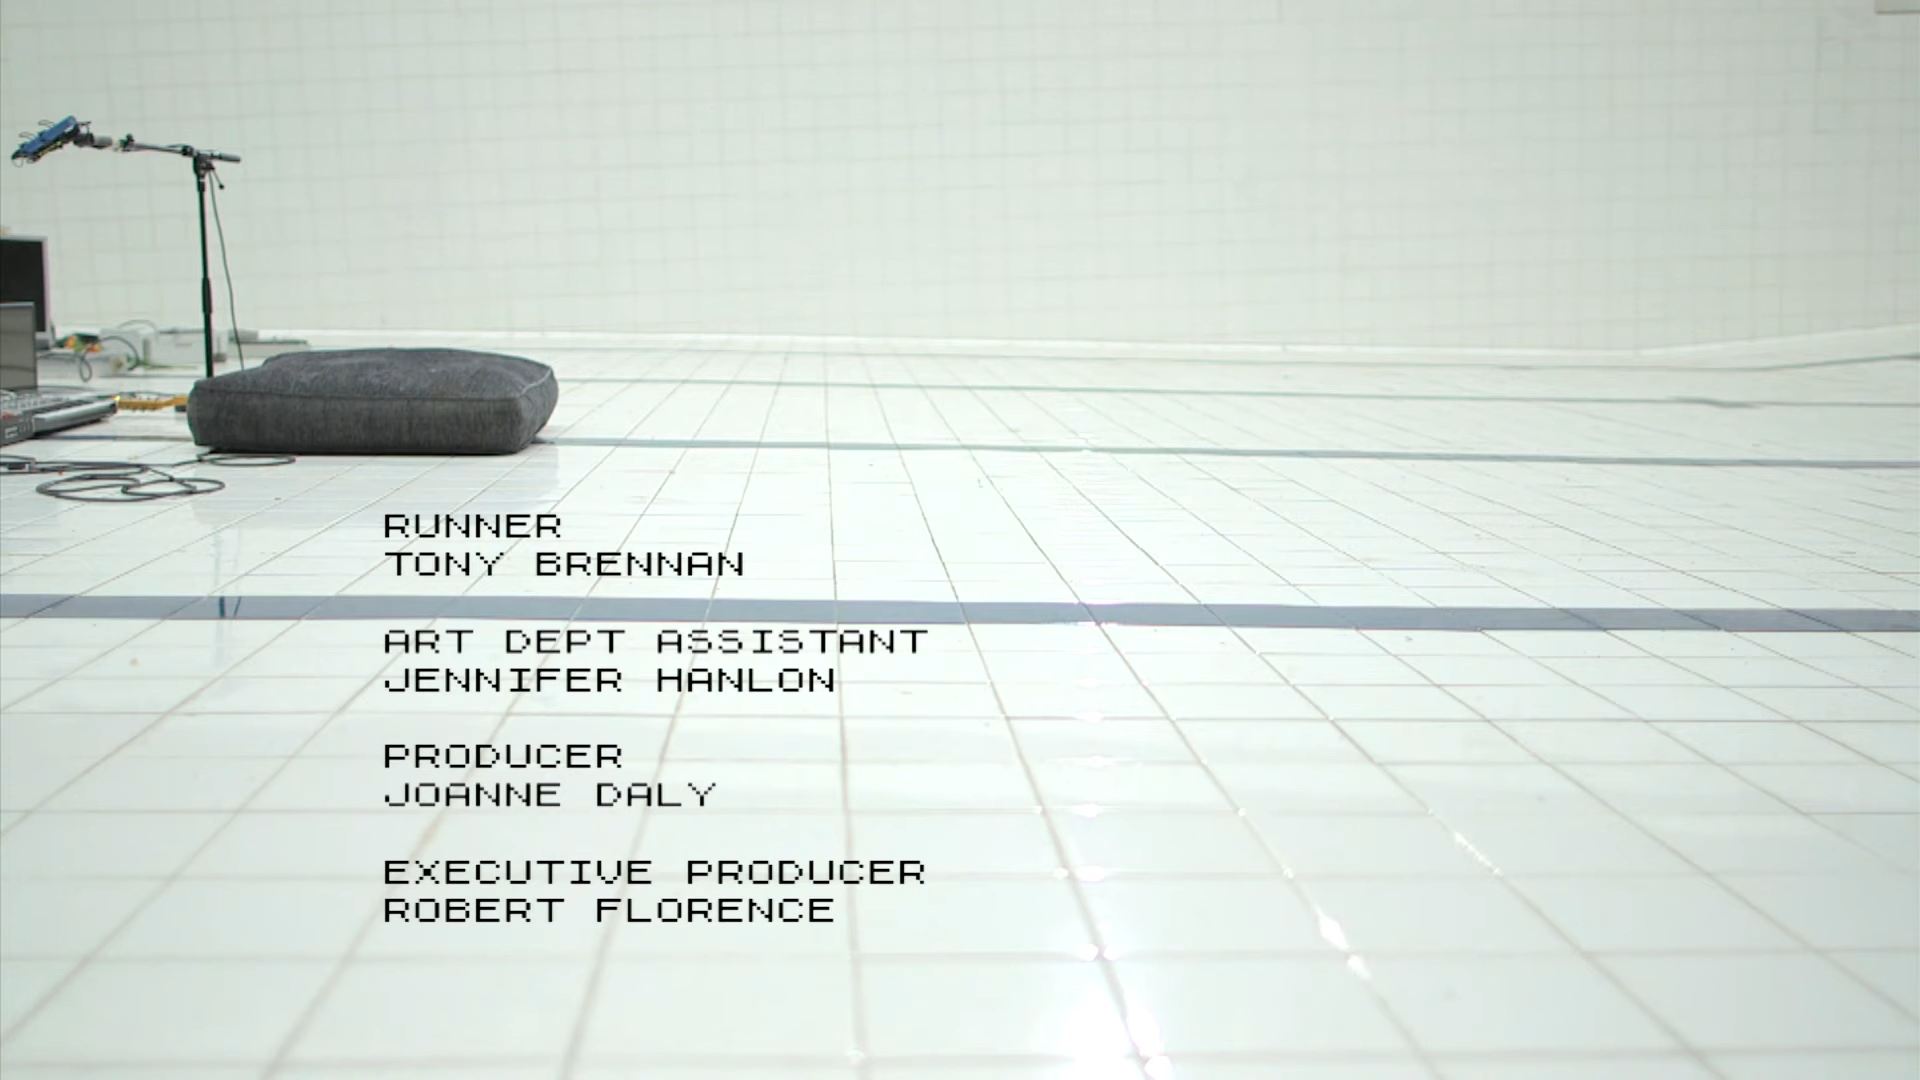 RUNNER
TONY BRENNAN
ART DEPT ASSISTANT
JENNIFER HANLON
PRODUCER
JOANNE DALY
EXECUTIVE PRODUCER
ROBERT FLORENCE